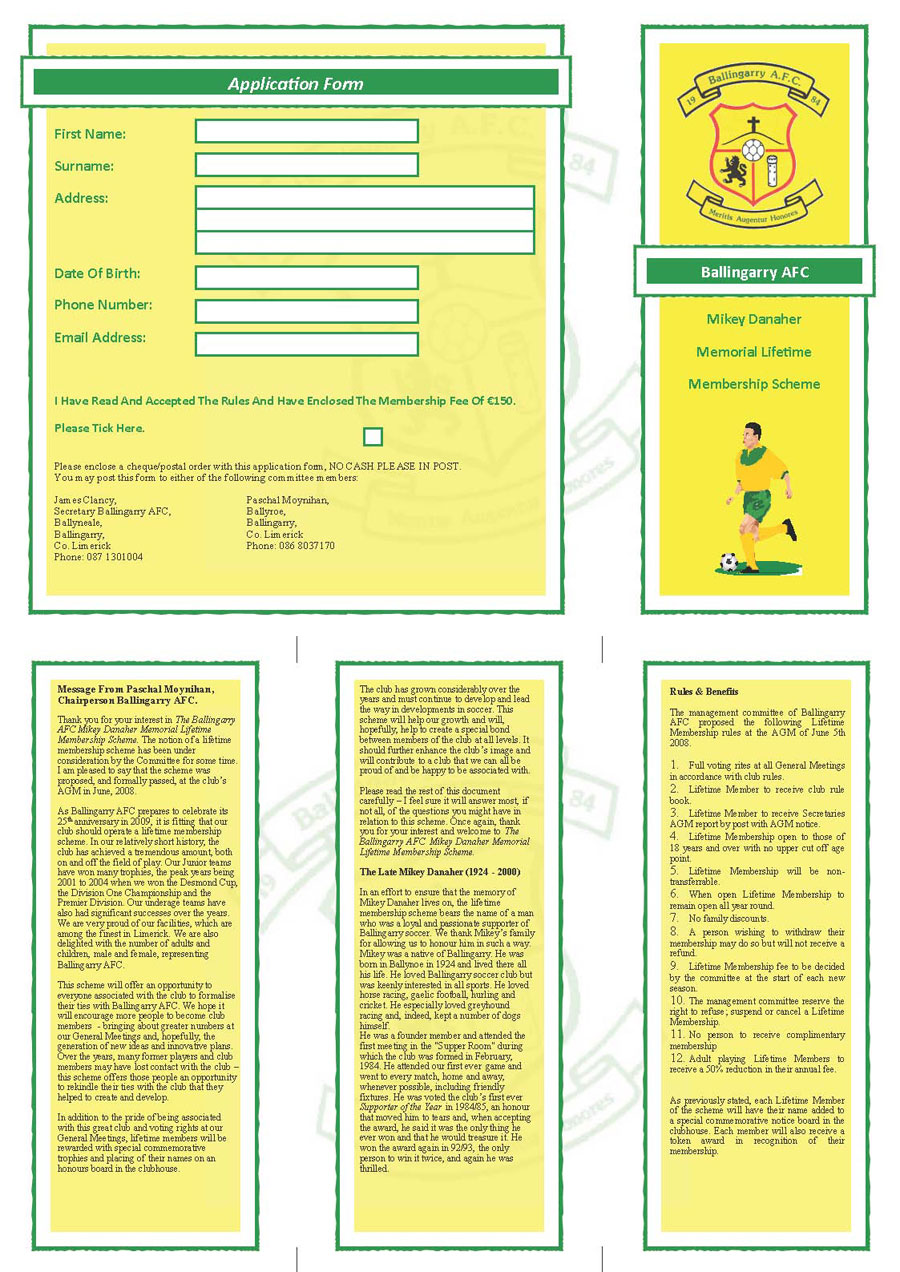 Application Form
First Name:
Surname:
Address:
Date Of Birth:
Phone Number:
Email Address:
I Have Read And Accepted The Rules And Have Enclosed The Membership Fee Of €150.
Please Tick Here.
Please enclose a cheque/postal order with this application form, NO CASH PLEASE IN POST.
You may post this form to either of the following committee members:
James Clancy,
Secretary Ballingarry AFC,
Ballyneale,
Ballingarry,
Co. Limerick
Phone: 087 1301004
Paschal Moynihan,
Ballyroe,
Ballingarry,
Co. Limerick
Phone: 086 8037170
Ballingarry A.F.C.
19 84
Meritis Augentur Honores
Ballingarry AFC
Mikey Danaher
Memorial Lifetime
Membership Scheme
Message From Paschal Moynihan,
Chairperson Ballingarry AFC.
Thank you for your interest in The Ballingarry
AFC Mikey Danaher Memorial Lifetime
Membership Scheme. The notion of a lifetime
membership scheme has been under
consideration by the Committee for some time.
I am pleased to say that the scheme was
proposed, and formally passed, at the club's
AGM in June, 2008.
As Ballingarry AFC prepares to celebrate its
25th anniversary in 2009, it is fitting that our
club should operate a lifetime membership
scheme. In our relatively short history, the
club has achieved a tremendous amount, both
on and off the field of play. Our Junior teams
have won many trophies, the peak years being
2001 to 2004 when we won the Desmond Cup,
the Division One Championship and the
Premier Division. Our underage teams have
also had significant successes over the years.
We are very proud of our facilities, which are
among the finest in Limerick. We are also
delighted with the number of adults and
children, male and female, representing
Ballingarry AFC.
This scheme will offer an opportunity to
everyone associated with the club to formalise
their ties with Ballingarry AFC. We hope it
will encourage more people to become club
members - bringing about greater numbers at
our General Meetings and, hopefully, the
generation of new ideas and innovative plans.
Over the years, many former players and club
members may have lost contact with the club –
this scheme offers those people an opportunity
to rekindle their ties with the club that they
helped to create and develop.
In addition to the pride of being associated
with this great club and voting rights at our
General Meetings, lifetime members will be
rewarded with special commemorative
trophies and placing of their names on an
honours board in the clubhouse.
The club has grown considerably over the
years and must continue to develop and lead
the way in developments in soccer. This
scheme will help our growth and will,
hopefully, help to create a special bond
between members of the club at all levels. It
should further enhance the club's image and
will contribute to a club that we can all be
proud of and be happy to be associated with.
Please read the rest of this document
carefully – I feel sure it will answer most, if
not all, of the questions you might have in
relation to this scheme. Once again, thank
you for your interest and welcome to The
Ballingarry AFC Mikey Danaher Memorial
Lifetime Membership Scheme.
The Late Mikey Danaher (1924 - 2000)
In an effort to ensure that the memory of
Mikey Danaher lives on, the lifetime
membership scheme bears the name of a man
who was a loyal and passionate supporter of
Ballingarry soccer. We thank Mikey's family
for allowing us to honour him in such a way.
Mikey was a native of Ballingarry. He was
born in Ballynoe in 1924 and lived there all
his life. He loved Ballingarry soccer club but
was keenly interested in all sports. He loved
horse racing, gaelic football, hurling and
cricket. He especially loved greyhound
racing and, indeed, kept a number of dogs
himself.
He was a founder member and attended the
first meeting in the "Supper Room" during
which the club was formed in February,
1984. He attended our first ever game and
went to every match, home and away,
whenever possible, including friendly
fixtures. He was voted the club's first ever
Supporter of the Year in 1984/85, an honour
that moved him to tears and, when accepting
the award, he said it was the only thing he
ever won and that he would treasure it. He
won the award again in 92/93, the only
person to win it twice, and again he was
thrilled.
Rules & Benefits
The management committee of Ballingarry
AFC proposed the following Lifetime
Membership rules at the AGM of June 5th
2008.
1. Full voting rites at all General Meetings
in accordance with club rules.
2. Lifetime Member to receive club rule
book.
3. Lifetime Member to receive Secretaries
AGM report by post with AGM notice.
4. Lifetime Membership open to those of
18 years and over with no upper cut off age
point.
5. Lifetime Membership will be non-
transferrable.
6. When open Lifetime Membership to
remain open all year round.
7. No family discounts.
8. A person wishing to withdraw their
membership may do so but will not receive a
refund.
9. Lifetime Membership fee to be decided
by the committee at the start of each new
season.
10. The management committee reserve the
right to refuse; suspend or cancel a Lifetime
Membership.
11. No person to receive complimentary
membership
12. Adult playing Lifetime Members to
receive a 50% reduction in their annual fee.
As previously stated, each Lifetime Member
of the scheme will have their name added to
a special commemorative notice board in the
clubhouse. Each member will also receive a
token award in recognition of their
membership.